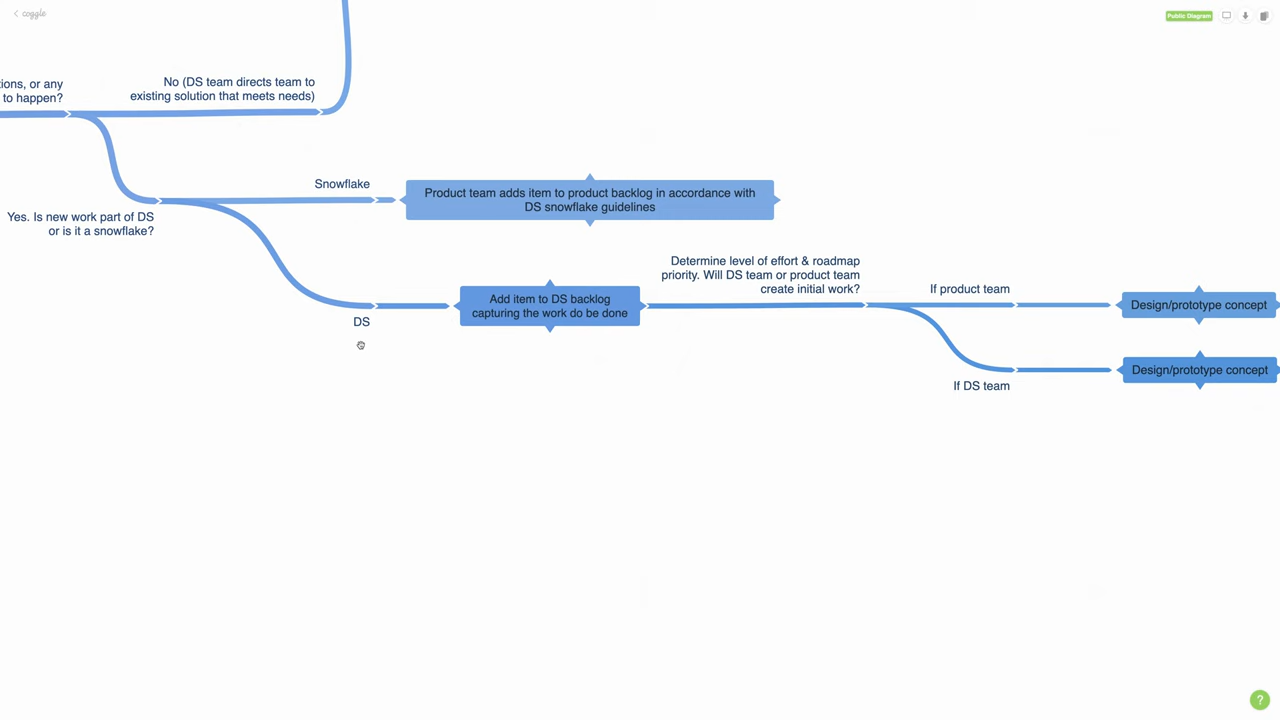 coggle
Public Diagram
tions, or any
to happen?
No (DS team directs team to
existing solution that meets needs)
Snowflake
Product team adds item to product backlog in accordance with
DS snowflake guidelines
Yes. Is new work part of DS
or is it a snowflake?
DS
Add item to DS backlog
capturing the work do be done
Determine level of effort & roadmap
priority. Will DS team or product team
create initial work?
If product team
Design/prototype concept
If DS team
Design/prototype concept
?